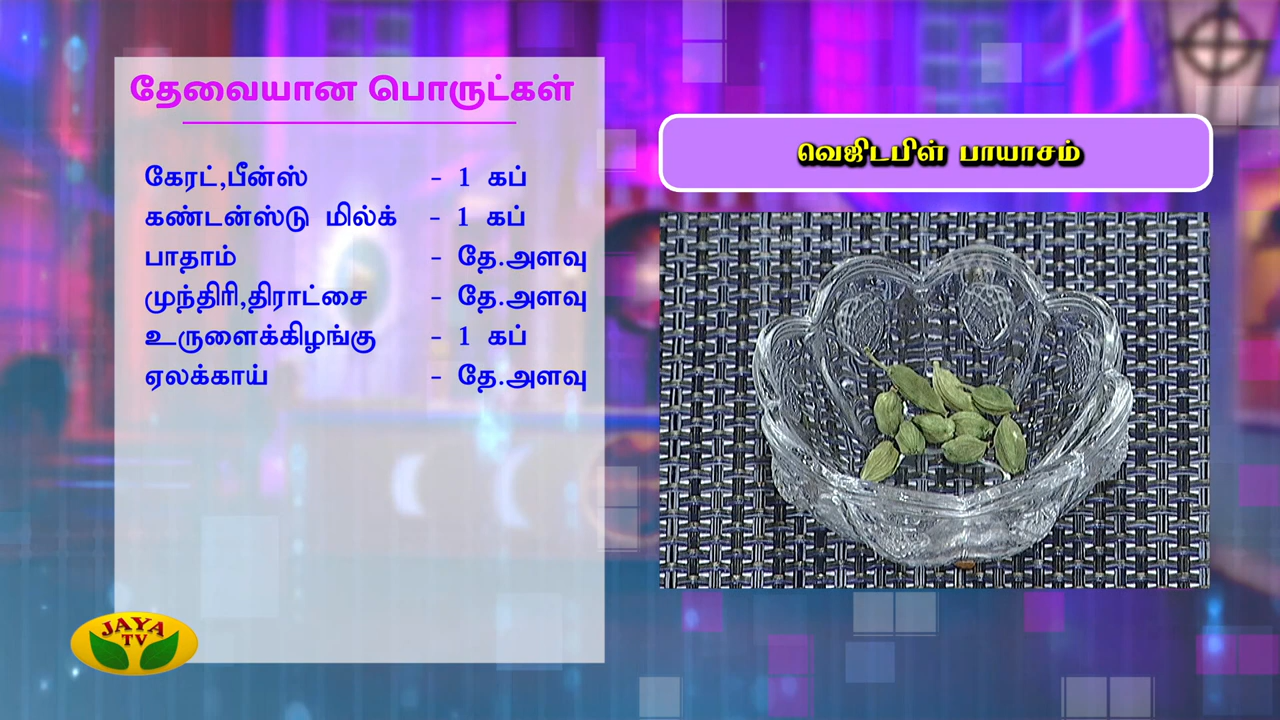 தேவையான பொருட்கள்
கேரட்,பீன்ஸ் - 1 கப்
கண்டன்ஸ்டு மில்க் - 1 கப்
பாதாம் - தே.அளவு
முந்திரி,திராட்சை - தே.அளவு
உருளைக்கிழங்கு - 1 கப்
ஏலக்காய் - தே.அளவு
வெஜிடபிள் பாயாசம்
JAYA
TV